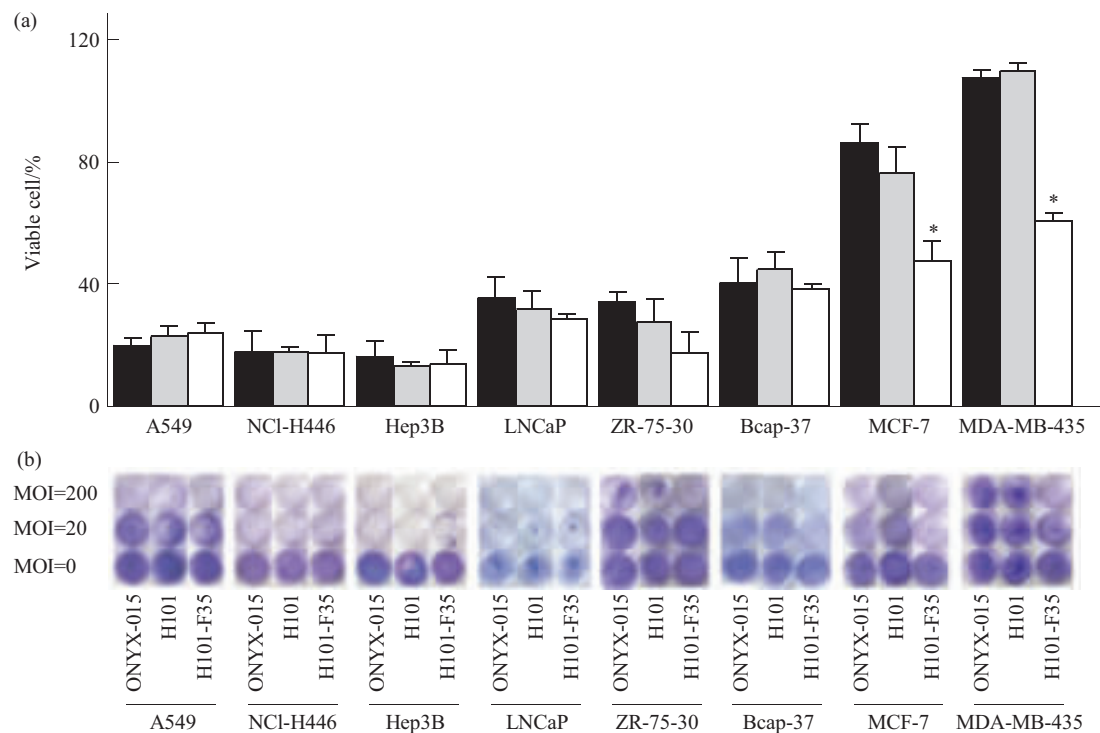 (a)
120
80
40
0
Viable cell/%
*
*
A549 NCl-H446 Hep3B LNCaP ZR-75-30 Bcap-37 MCF-7 MDA-MB-435
(b)
MOI=200
MOI=20
MOI=0
ONYX-015 H101 H101-F35 ONYX-015 H101 H101-F35 ONYX-015 H101 H101-F35 ONYX-015 H101 H101-F35 ONYX-015 H101 H101-F35 ONYX-015 H101 H101-F35 ONYX-015 H101 H101-F35 ONYX-015 H101 H101-F35
A549 NCl-H446 Hep3B LNCaP ZR-75-30 Bcap-37 MCF-7 MDA-MB-435